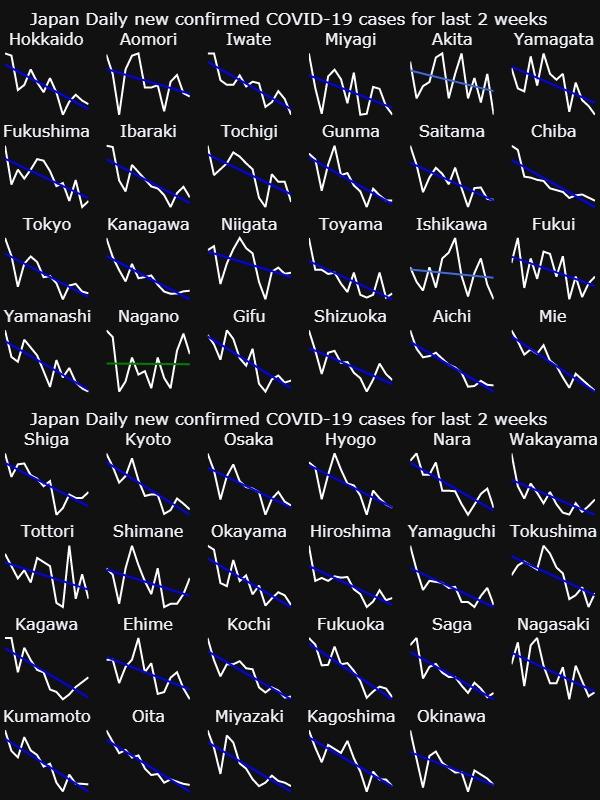 Japan Daily new confirmed COVID-19 cases for last 2 weeks
Hokkaido Aomori Iwate Miyagi Akita Yamagata
Fukushima Ibaraki Tochigi Gunma Saitama Chiba
Tokyo Kanagawa Niigata Toyama Ishikawa Fukui
Yamanashi Nagano Gifu Shizuoka Aichi Mie
Japan Daily new confirmed COVID-19 cases for last 2 weeks
Shiga Kyoto Osaka Hyogo Nara Wakayama
Tottori Shimane Okayama Hiroshima Yamaguchi Tokushima
Kagawa Ehime Kochi Fukuoka Saga Nagasaki
Kumamoto Oita Miyazaki Kagoshima Okinawa